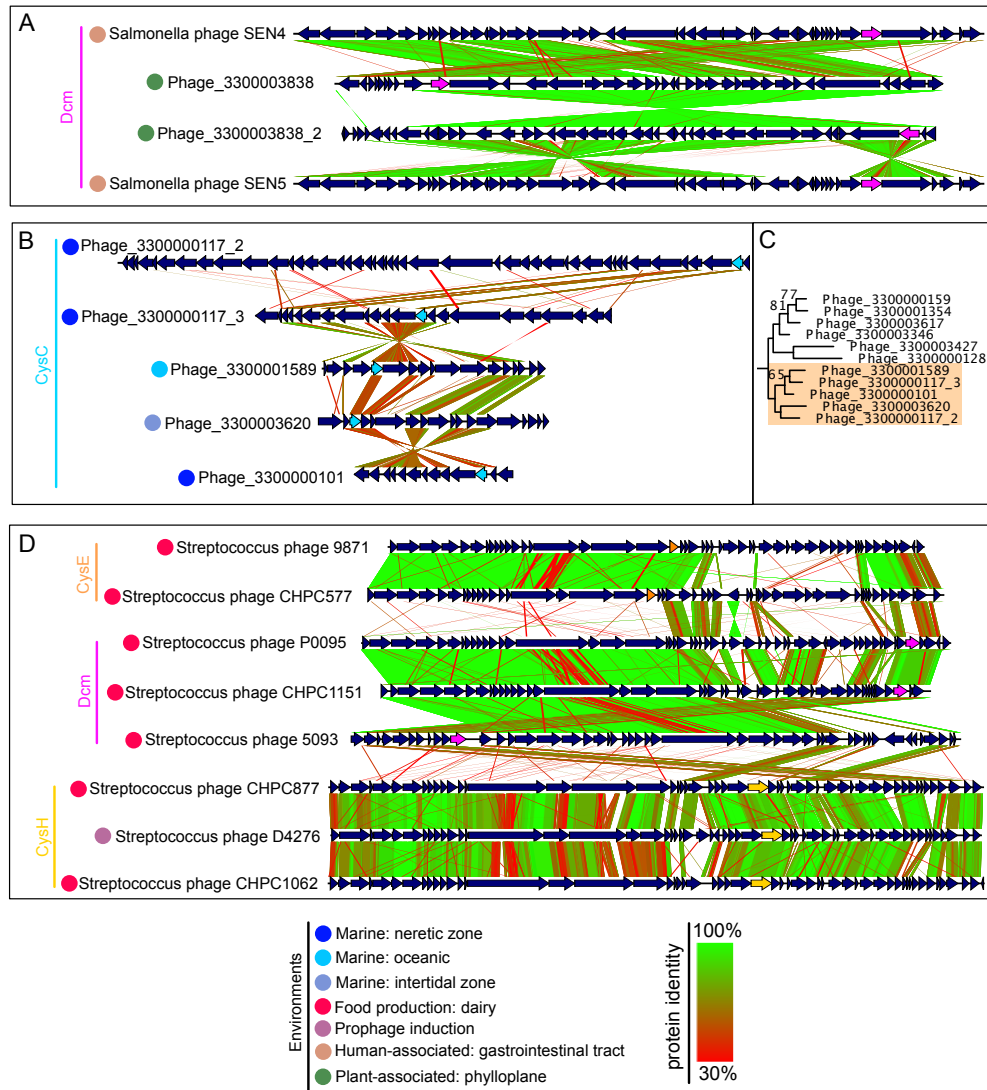 A
Dcm
Salmonella phage SEN4
Phage_3300003838
Phage_3300003838_2
Salmonella phage SEN5
B
CysC
Phage_3300000117_2
Phage_3300000117_3
Phage_3300001589
Phage_3300003620
Phage_3300000101
C
77
81
65
Phage_3300000159
Phage_3300001354
Phage_3300003617
Phage_3300003346
Phage_3300003427
Phage_3300000128
Phage_3300001589
Phage_3300000117_3
Phage_3300000101
Phage_3300003620
Phage_3300000117_2
D
CysE
Streptococcus phage 9871
Streptococcus phage CHPC577
Dcm
Streptococcus phage P0095
Streptococcus phage CHPC1151
Streptococcus phage 5093
CysH
Streptococcus phage CHPC877
Streptococcus phage D4276
Streptococcus phage CHPC1062
Environments
Marine: neretic zone
Marine: oceanic
Marine: intertidal zone
Food production: dairy
Prophage induction
Human-associated: gastrointestinal tract
Plant-associated: phylloplane
protein identity
100%
30%